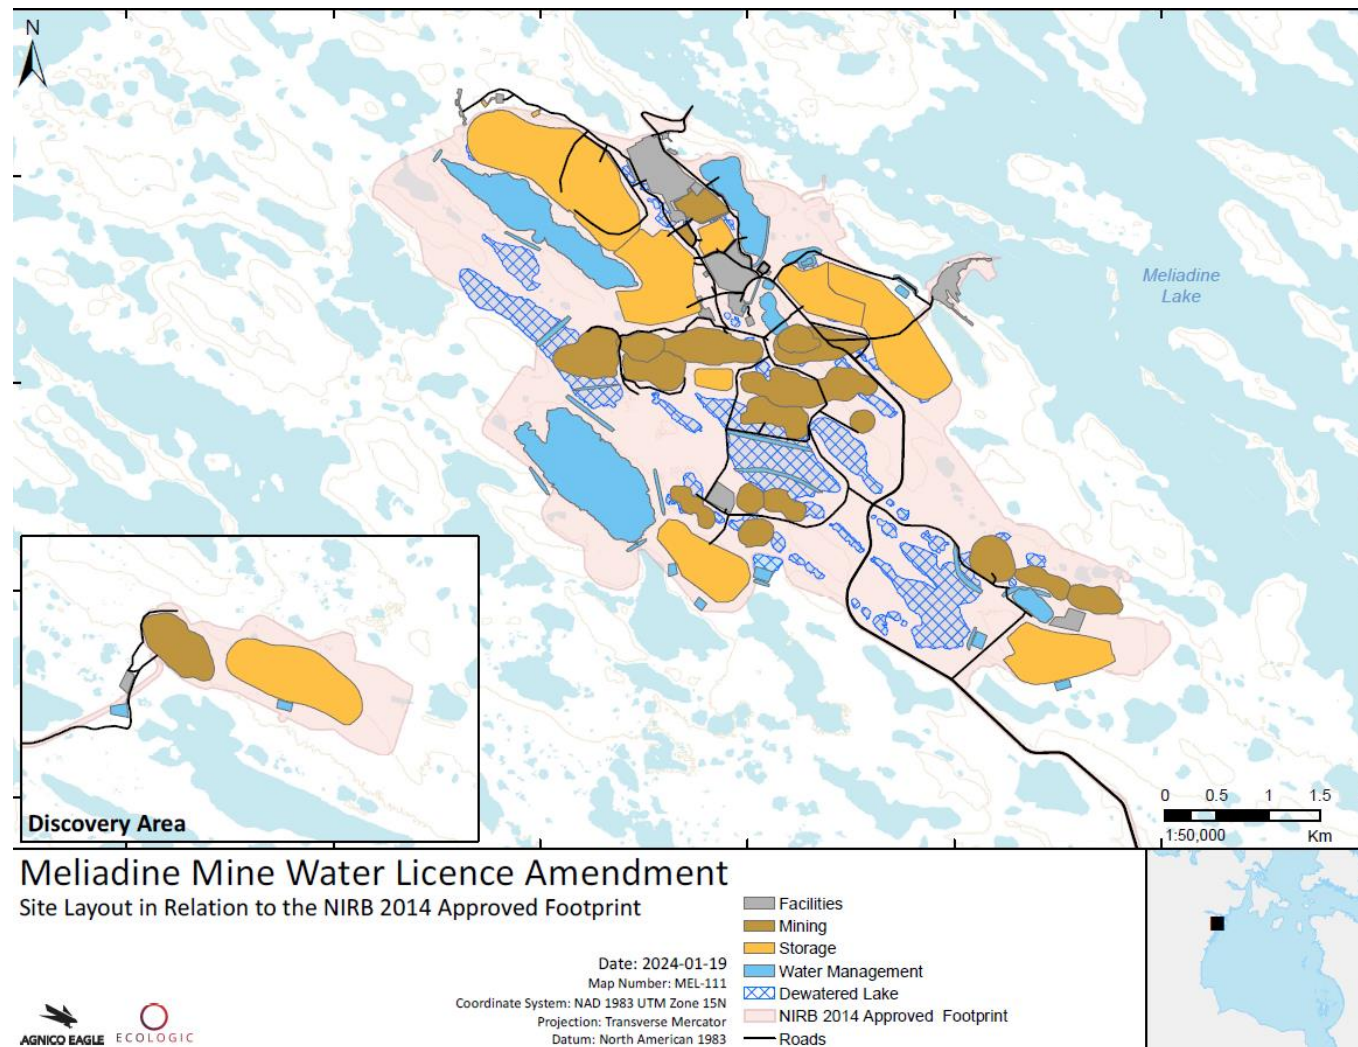 N
Meliadine
Lake
0 0.5 1 1.5
1:50,000 Km
Discovery Area
Meliadine Mine Water Licence Amendment
Site Layout in Relation to the NIRB 2014 Approved Footprint
Facilities
Mining
Storage
Water Management
Dewatered Lake
NIRB 2014 Approved Footprint
Roads
Date: 2024-01-19
Map Number: MEL-111
Coordinate System: NAD 1983 UTM Zone 15N
Projection: Transverse Mercator
Datum: North American 1983
AGNICO EAGLE
ECOLOGIC